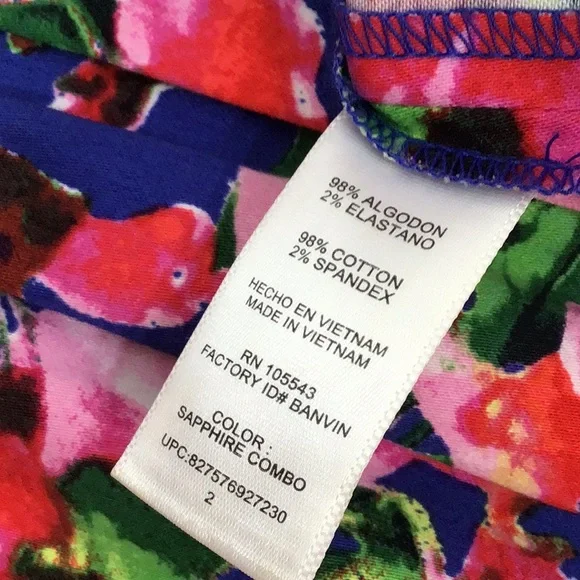 98% ALGODON
2% ELASTANO
98% COTTON
2% SPANDEX
HECHO EN VIETNAM
MADE IN VIETNAM
RN 105543
FACTORY ID# BANVIN
COLOR :
SAPPHIRE COMBO
UPC:827576927230
2